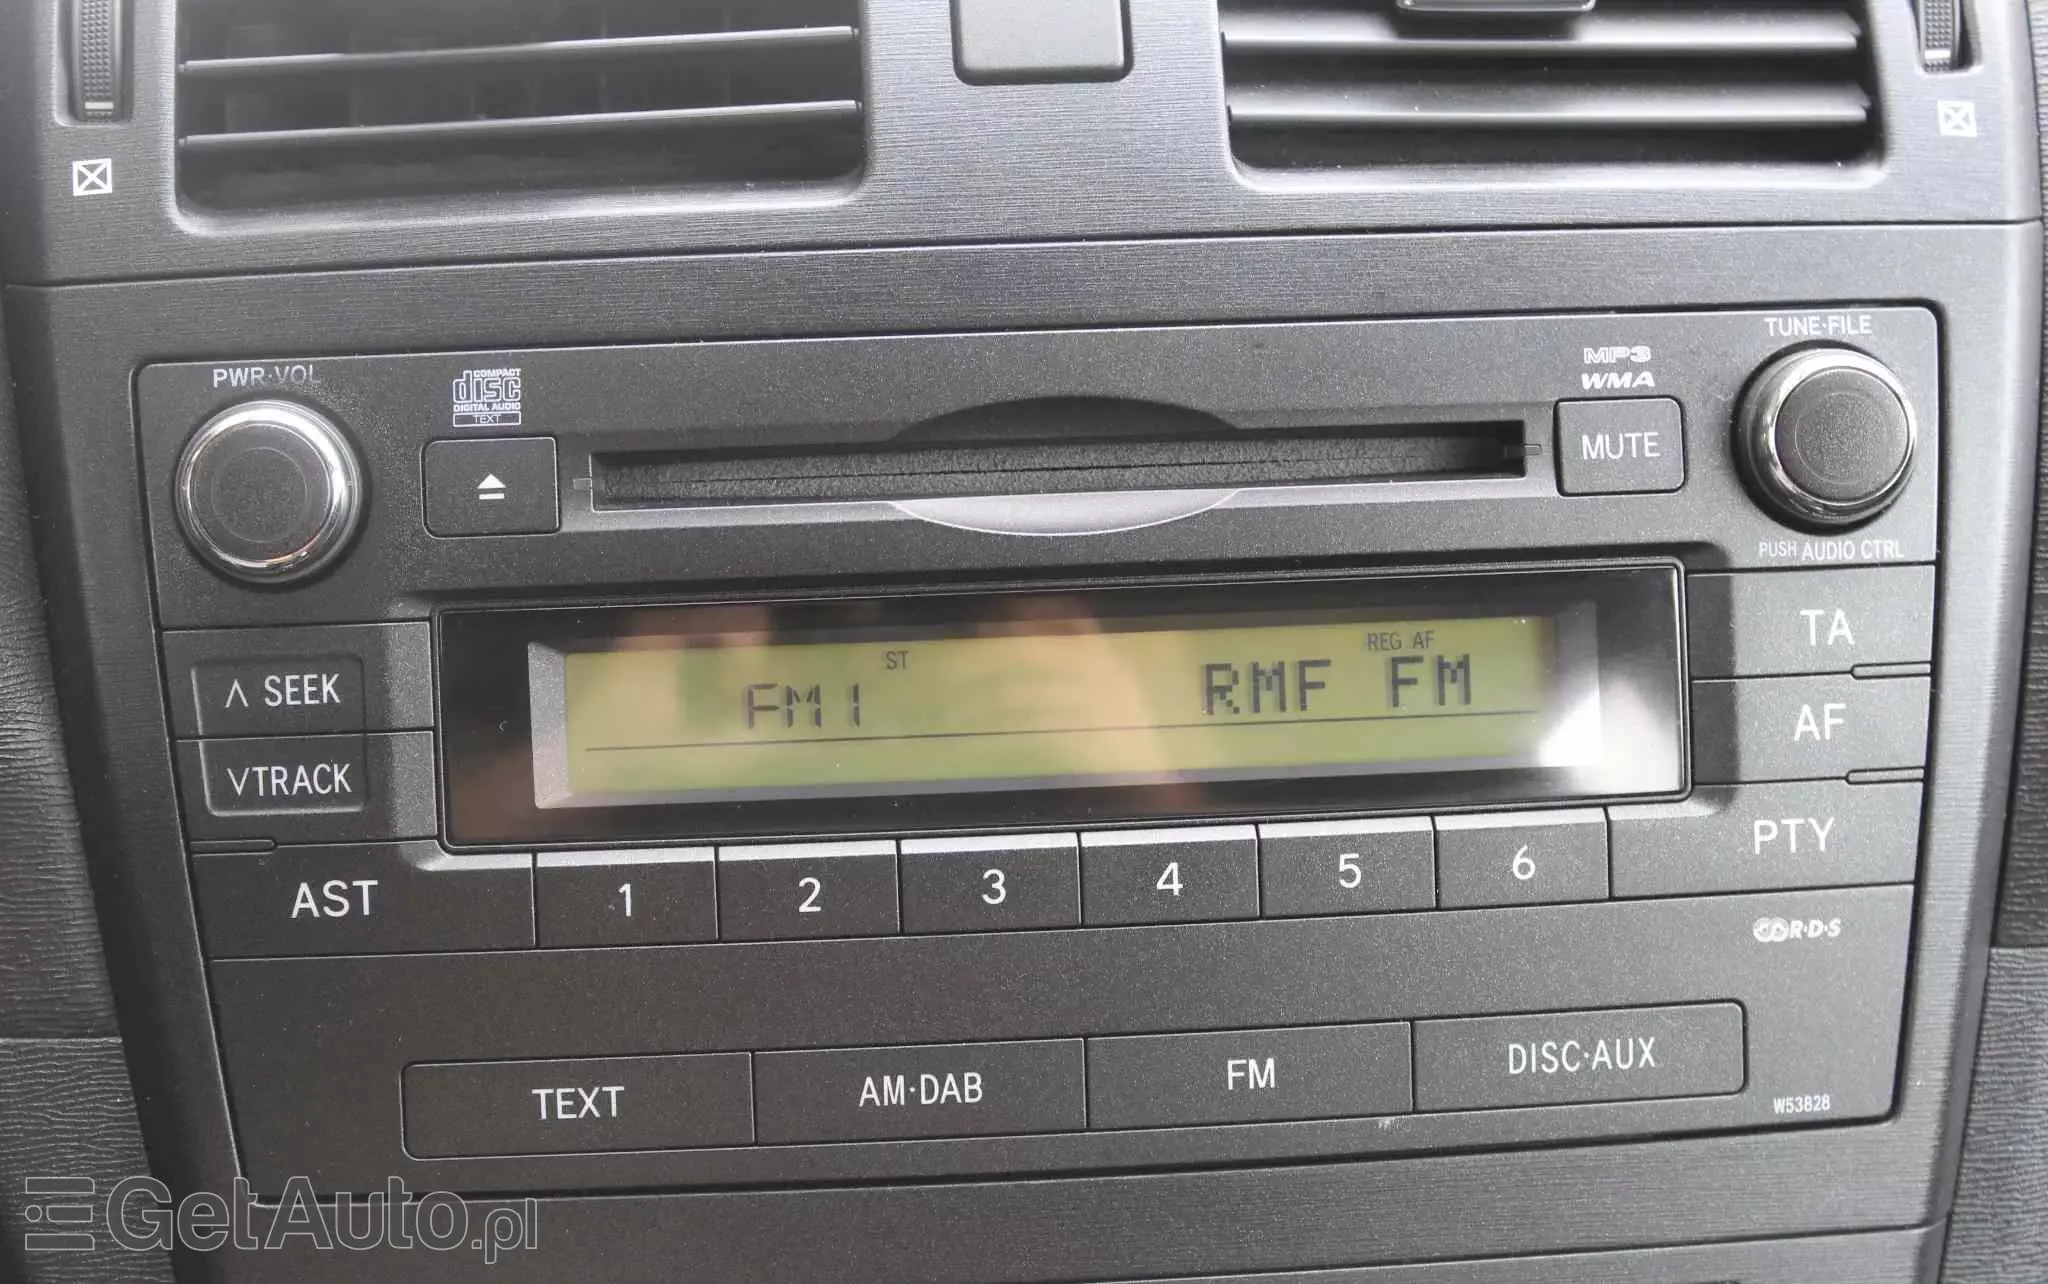 TUNE·FILE
PWR·VOL
COMPACT
disc
DIGITAL AUDIO
TEXT
MP3
WMA
MUTE
PUSH AUDIO CTRL
TA
ST
REG AF
FM1
RMF FM
∧ SEEK
AF
∨TRACK
PTY
AST
1
2
3
4
5
6
R·D·S
TEXT
AM·DAB
FM
DISC·AUX
W53828
GetAuto.pl